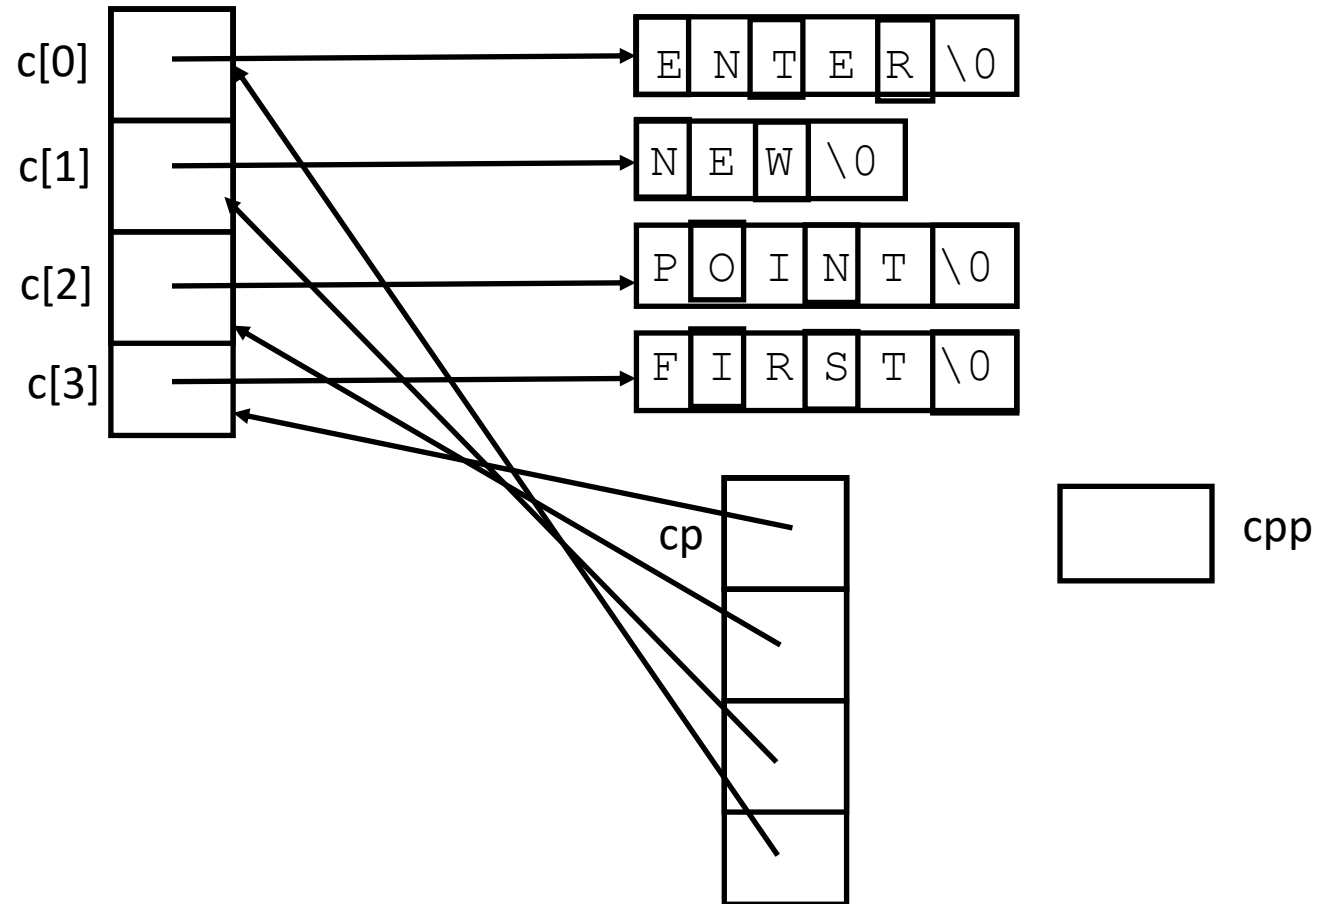 c[0] E N T E R \0
c[1] N E W \0
c[2] P O I N T \0
c[3] F I R S T \0
cp cpp